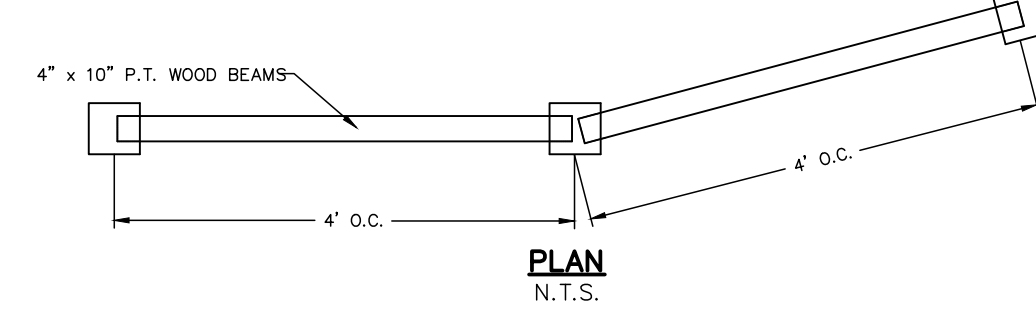 4” x 10” P.T. WOOD BEAMS
4’ O.C.
4’ O.C.
PLAN
N.T.S.